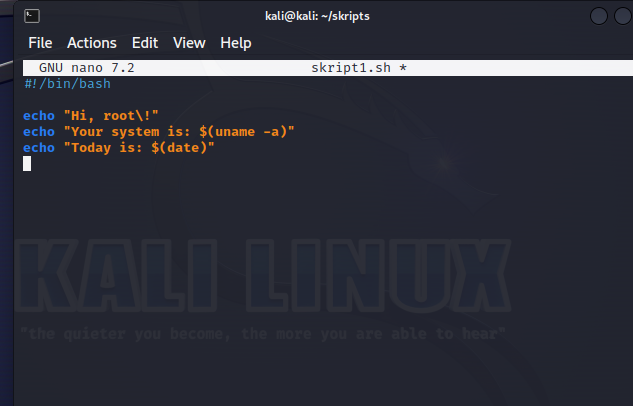 kali@kali: ~/skripts
File Actions Edit View Help
GNU nano 7.2 skript1.sh *
#!/bin/bash
echo "Hi, root\!"
echo "Your system is: $(uname -a)"
echo "Today is: $(date)"
KALI LINUX
"the quieter you become, the more you are able to hear"